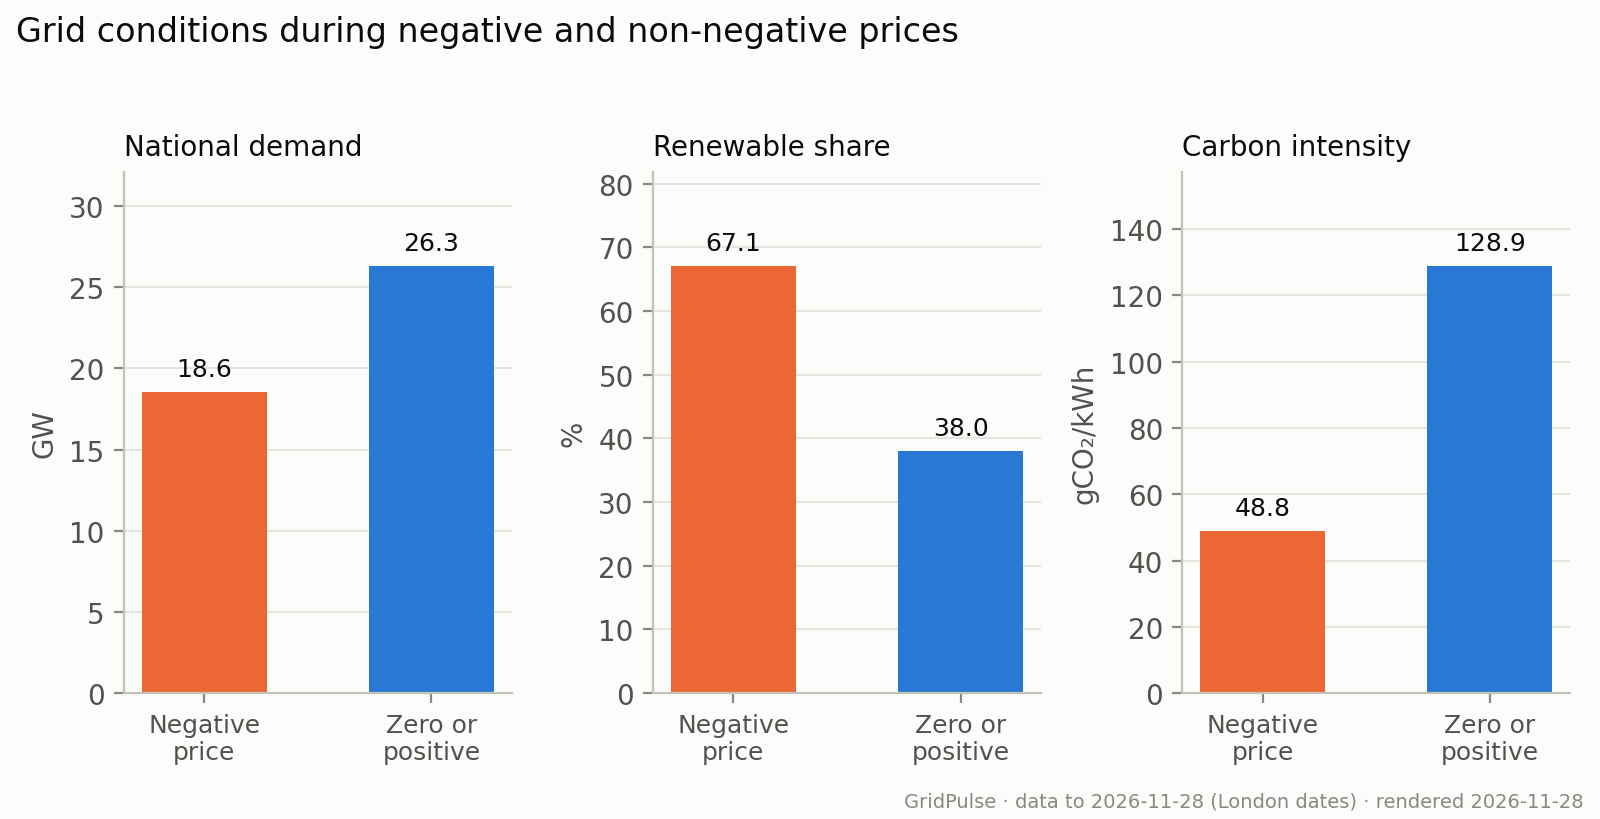 Grid conditions during negative and non-negative prices
National demand
GW
30
25
20
15
10
5
0
18.6
26.3
Negative
price
Zero or
positive
Renewable share
%
80
70
60
50
40
30
20
10
0
67.1
38.0
Negative
price
Zero or
positive
Carbon intensity
gCO₂/kWh
140
120
100
80
60
40
20
0
48.8
128.9
Negative
price
Zero or
positive
GridPulse · data to 2026-11-28 (London dates) · rendered 2026-11-28